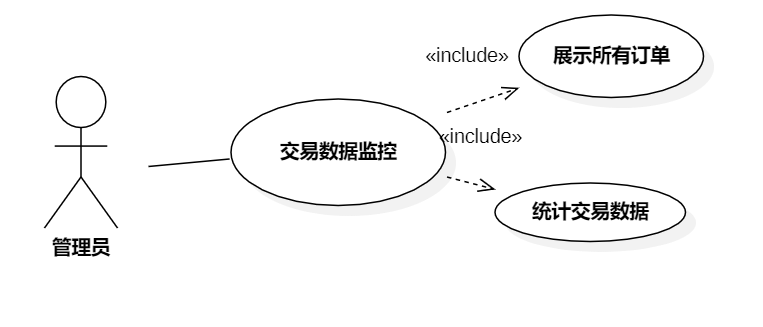 «include»
展示所有订单
«include»
交易数据监控
统计交易数据
管理员